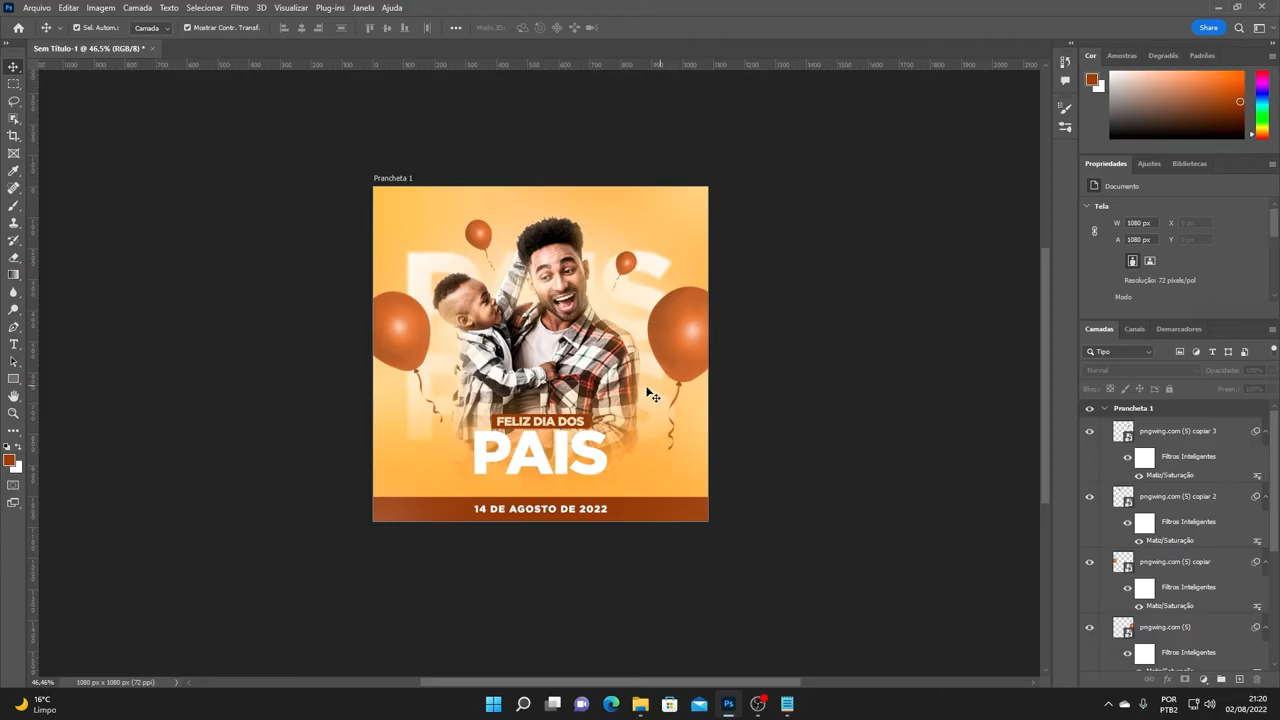 Arquivo Editar Imagem Camada Texto Selecionar Filtro 3D Visualizar Plug-ins Janela Ajuda
Sel. Autom.: Camada Mostrar Contr. Transf. Modo 3D: Share
Sem Título-1 @ 46,5% (RGB/8) *
Cor Amostras Degradês Padrões
Prancheta 1
PAIS
FELIZ DIA DOS
PAIS
14 DE AGOSTO DE 2022
Propriedades Ajustes Bibliotecas
Documento
Tela
W 1080 px X 0 px
A 1080 px Y 0 px
Resolução: 72 pixels/pol
Modo
Camadas Canais Demarcadores
Tipo
Normal Opacidade: 100%
Bloq.: Preen.: 100%
Prancheta 1
pngwing.com (5) copiar 3
Filtros Inteligentes
Matiz/Saturação
pngwing.com (5) copiar 2
Filtros Inteligentes
Matiz/Saturação
pngwing.com (5) copiar
Filtros Inteligentes
Matiz/Saturação
pngwing.com (5)
Filtros Inteligentes
46,46% 1080 px x 1080 px (72 ppi)
16°C
Limpo
POR
PTB2
21:20
02/08/2022